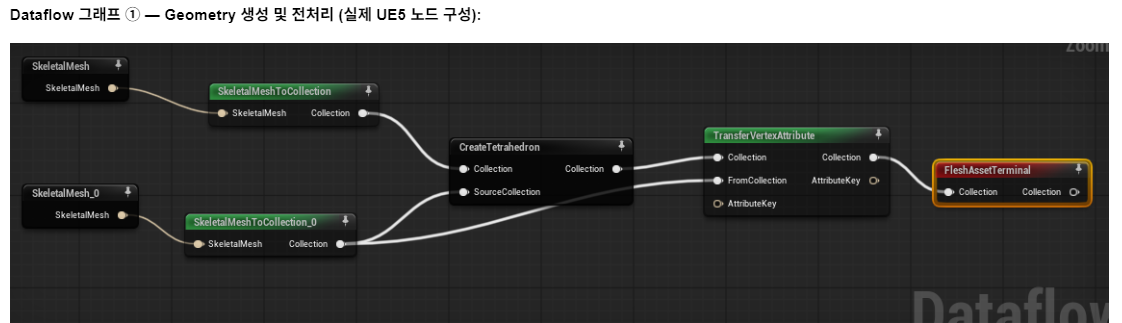 Dataflow 그래프 ① — Geometry 생성 및 전처리 (실제 UE5 노드 구성):
Zoom
SkeletalMesh
SkeletalMesh
SkeletalMeshToCollection
SkeletalMesh Collection
CreateTetrahedron
Collection Collection
SourceCollection
TransferVertexAttribute
Collection Collection
FromCollection AttributeKey
AttributeKey
FleshAssetTerminal
Collection Collection
SkeletalMesh_0
SkeletalMesh
SkeletalMeshToCollection_0
SkeletalMesh Collection
Dataflow